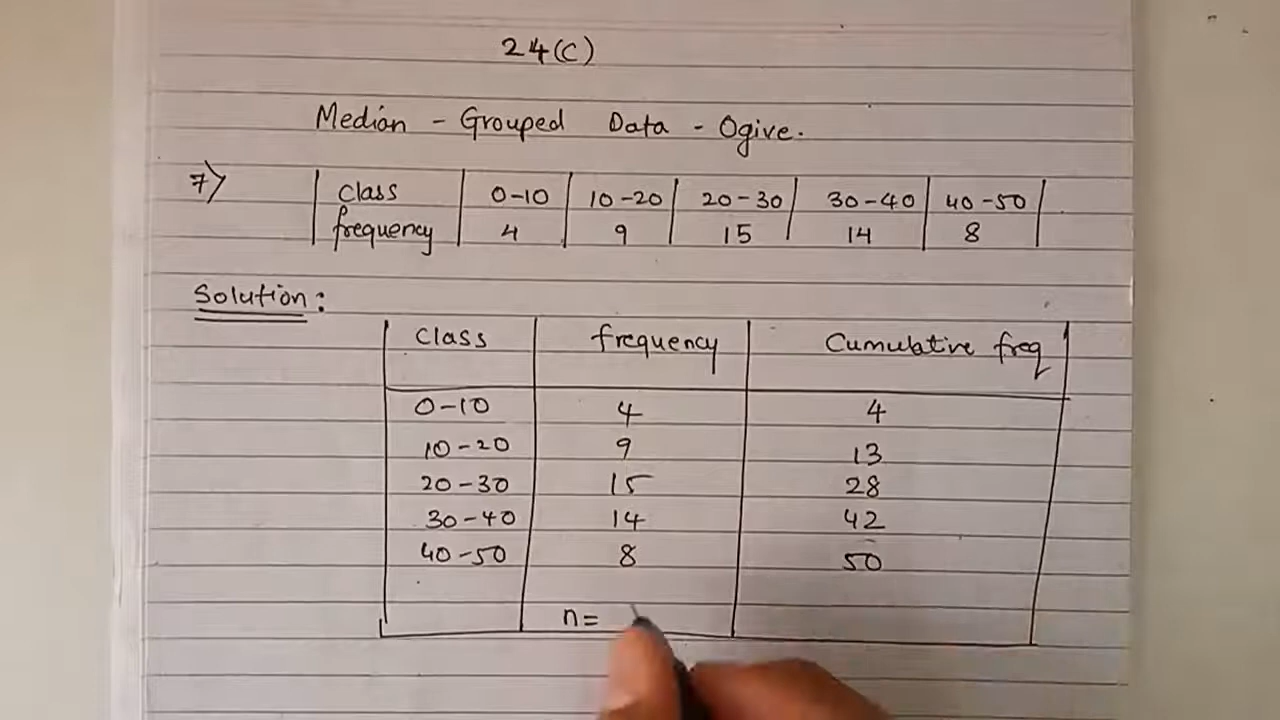 24(C)
Median - Grouped Data - Ogive.
7) class 0-10 10-20 20-30 30-40 40-50
frequency 4 9 15 14 8
Solution:
Class frequency Cumulative freq
0-10 4 4
10-20 9 13
20-30 15 28
30-40 14 42
40-50 8 50
n=